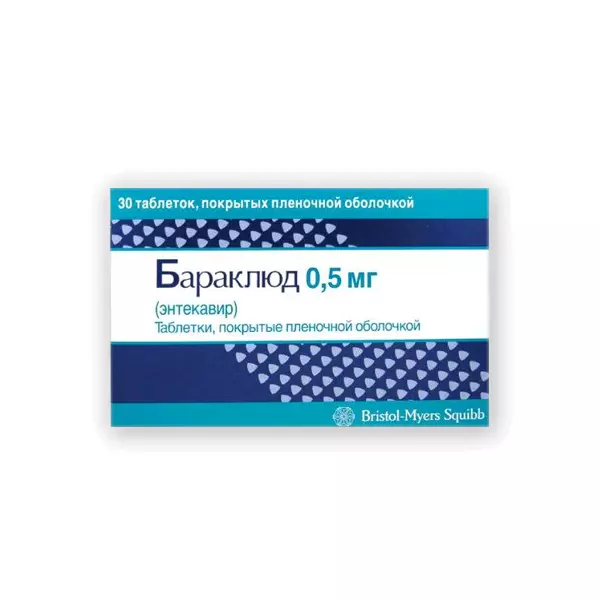 30 таблеток, покрытых пленочной оболочкой
Бараклюд 0,5 мг
(энтекавир)
Таблетки, покрытые пленочной оболочкой
Bristol-Myers Squibb